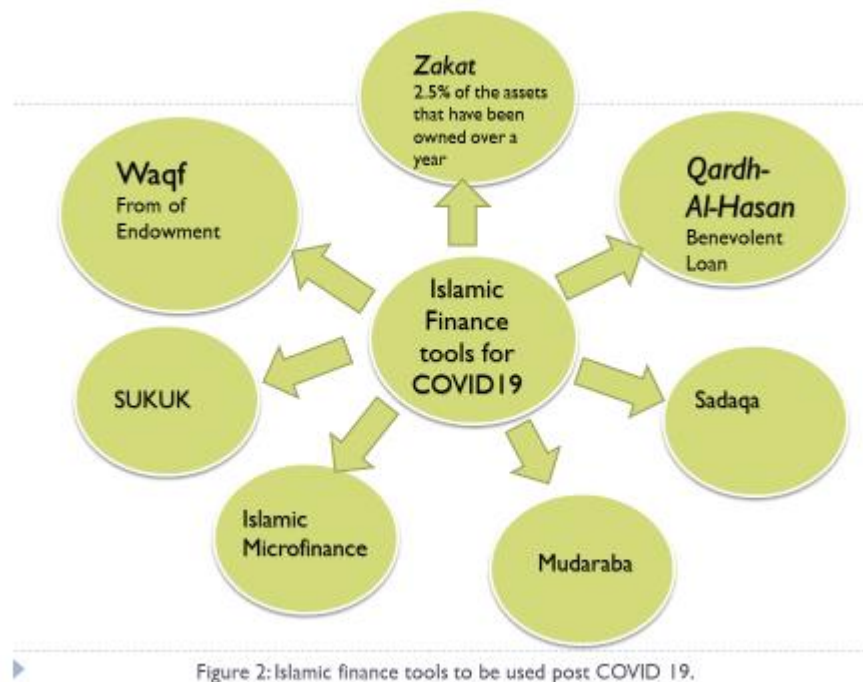 Zakat
2.5% of the assets
that have been
owned over a
year
Waqf
From of
Endowment
Qardh-
Al-Hasan
Benevolent
Loan
Islamic
Finance
tools for
COVID19
SUKUK
Sadaqa
Islamic
Microfinance
Mudaraba
Figure 2: Islamic finance tools to be used post COVID 19.